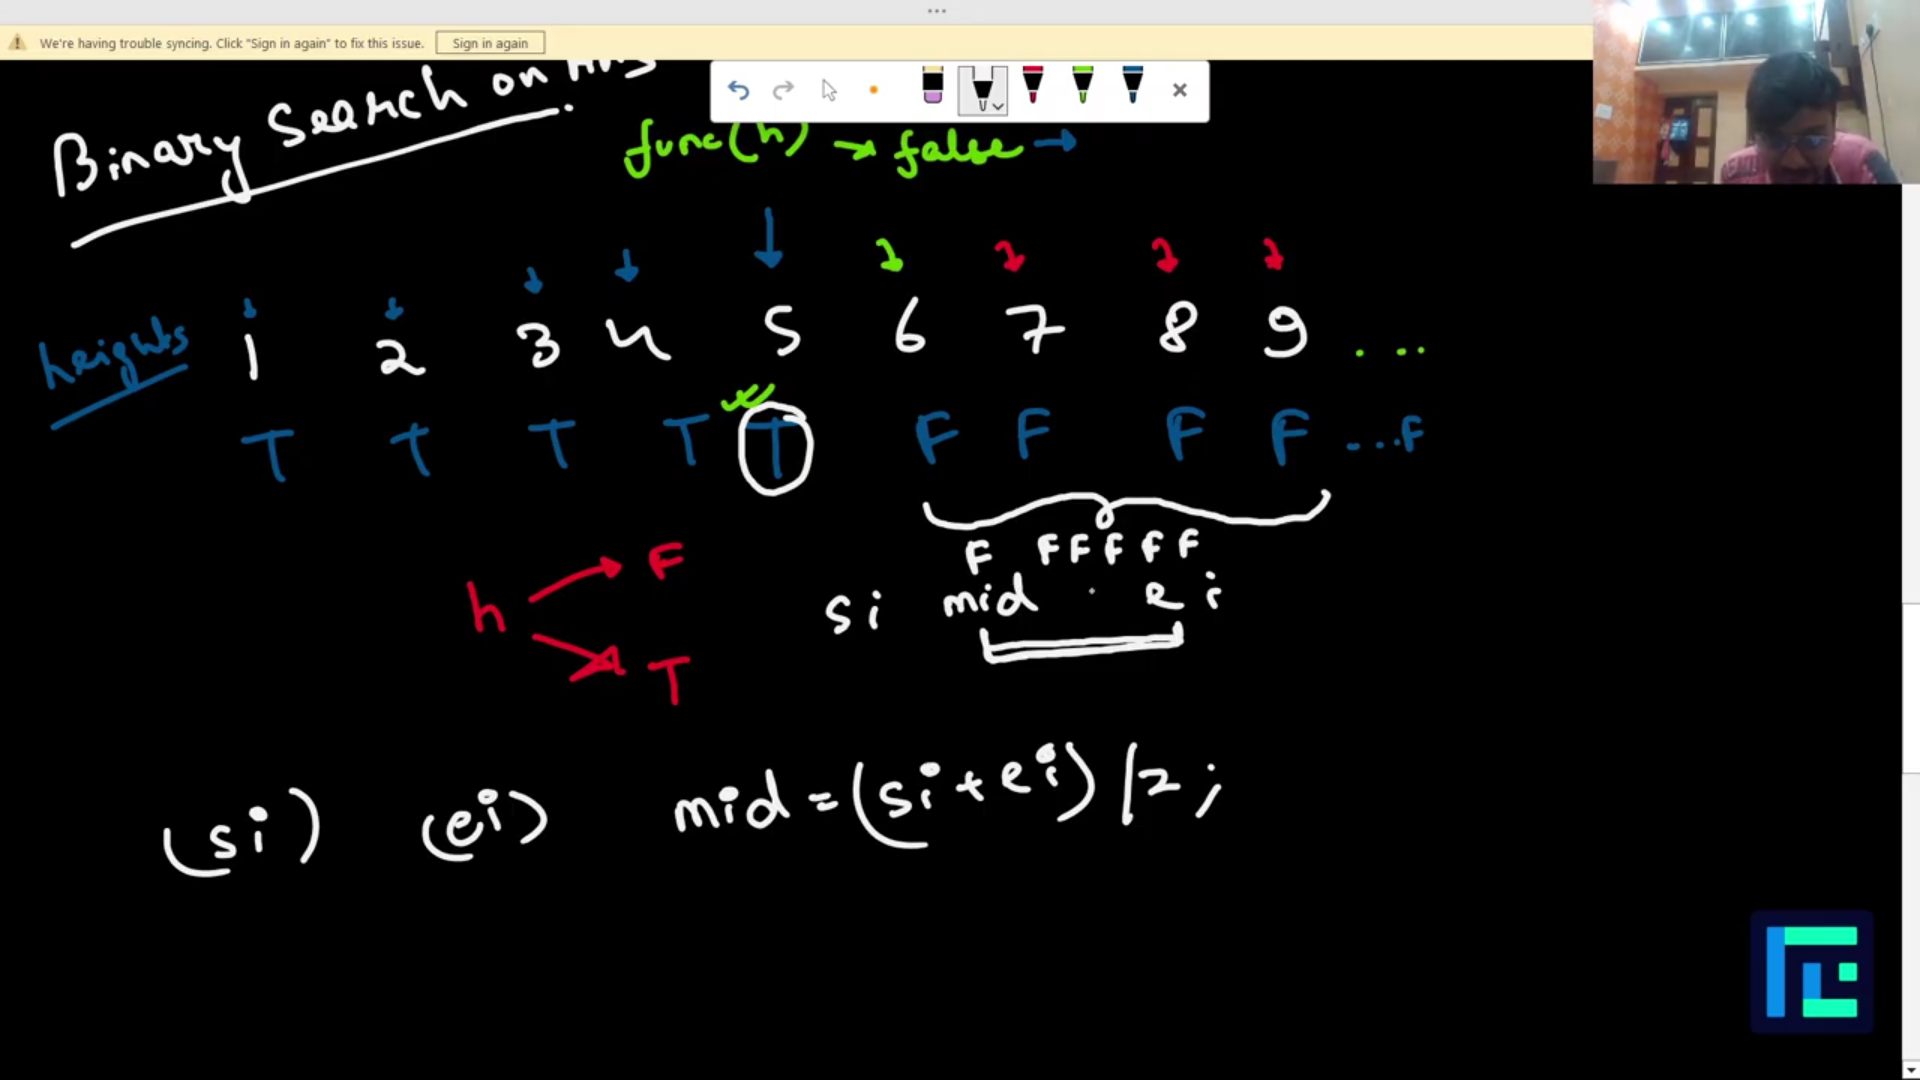 We're having trouble syncing. Click "Sign in again" to fix this issue. Sign in again
Binary Search on
func(h) → false →
heights 1 2 3 4 5 6 7 8 9 ...
T T T T T F F F F ...F
F F F F F F
si mid ei
h
F
T
(si) (ei) mid = (si + ei) / 2 ;